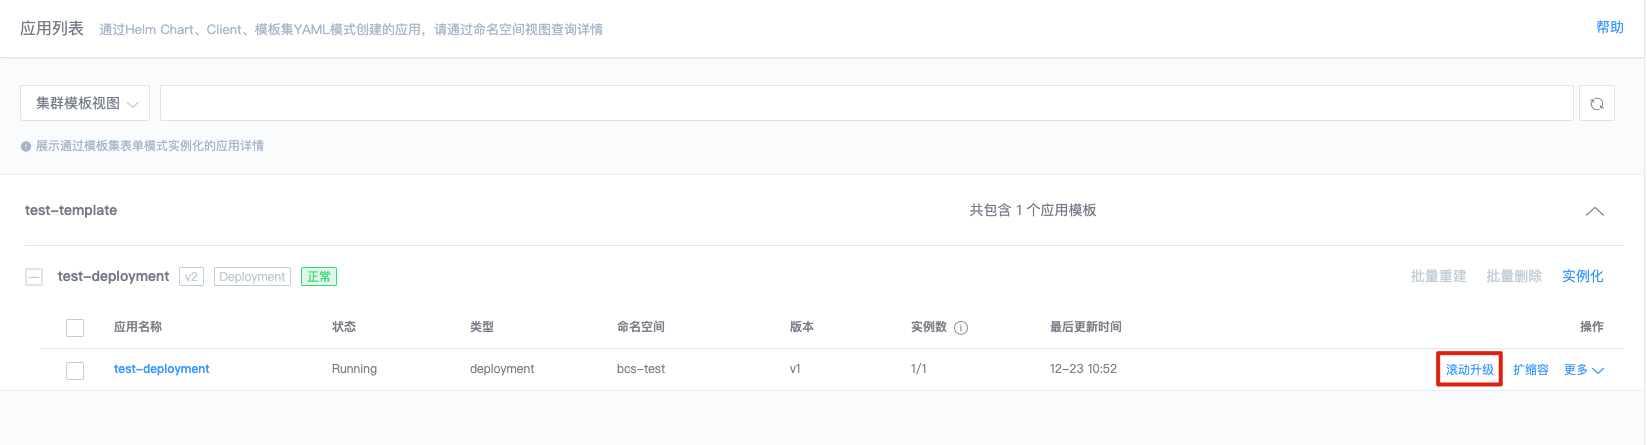 应用列表 通过Helm Chart、Client、模板集YAML模式创建的应用，请通过命名空间视图查询详情 帮助
集群模板视图
展示通过模板集表单模式实例化的应用详情
test-template 共包含 1 个应用模板
test-deployment v2 Deployment 正常 批量重建 批量删除 实例化
应用名称 状态 类型 命名空间 版本 实例数 最后更新时间 操作
test-deployment Running deployment bcs-test v1 1/1 12-23 10:52 滚动升级 扩缩容 更多